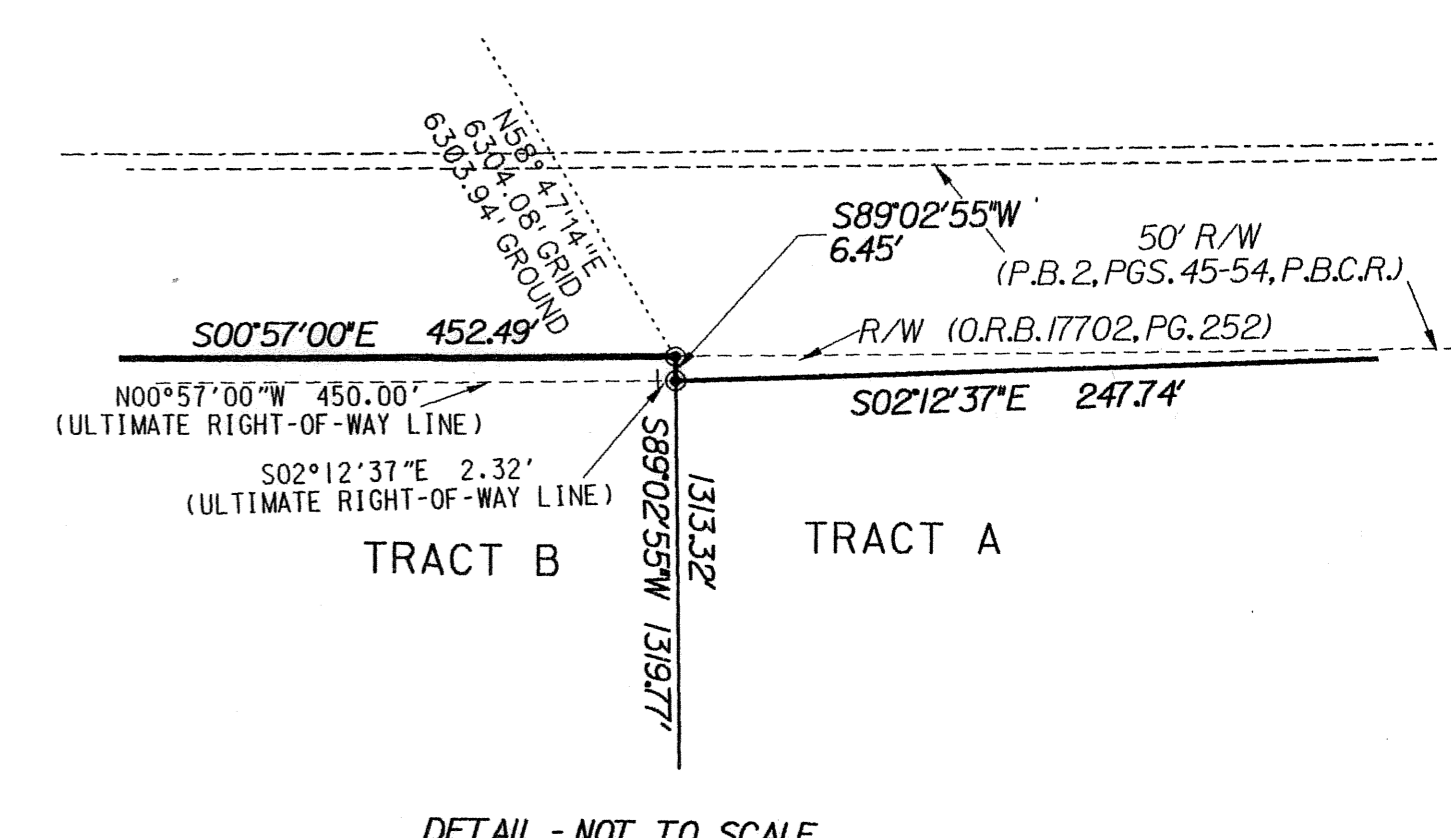 N58°47'14"E
6304.08' GRID
6303.94' GROUND
S89°02'55"W
6.45'
50' R/W
(P.B. 2, PGS. 45-54, P.B.C.R.)
S00°57'00"E 452.49'
R/W (O.R.B. 17702, PG. 252)
N00°57'00"W 450.00'
(ULTIMATE RIGHT-OF-WAY LINE)
S02°12'37"E 247.74'
S02°12'37"E 2.32'
(ULTIMATE RIGHT-OF-WAY LINE)
1313.32'
S89°02'55"W 1319.77'
TRACT B
TRACT A
DETAIL - NOT TO SCALE